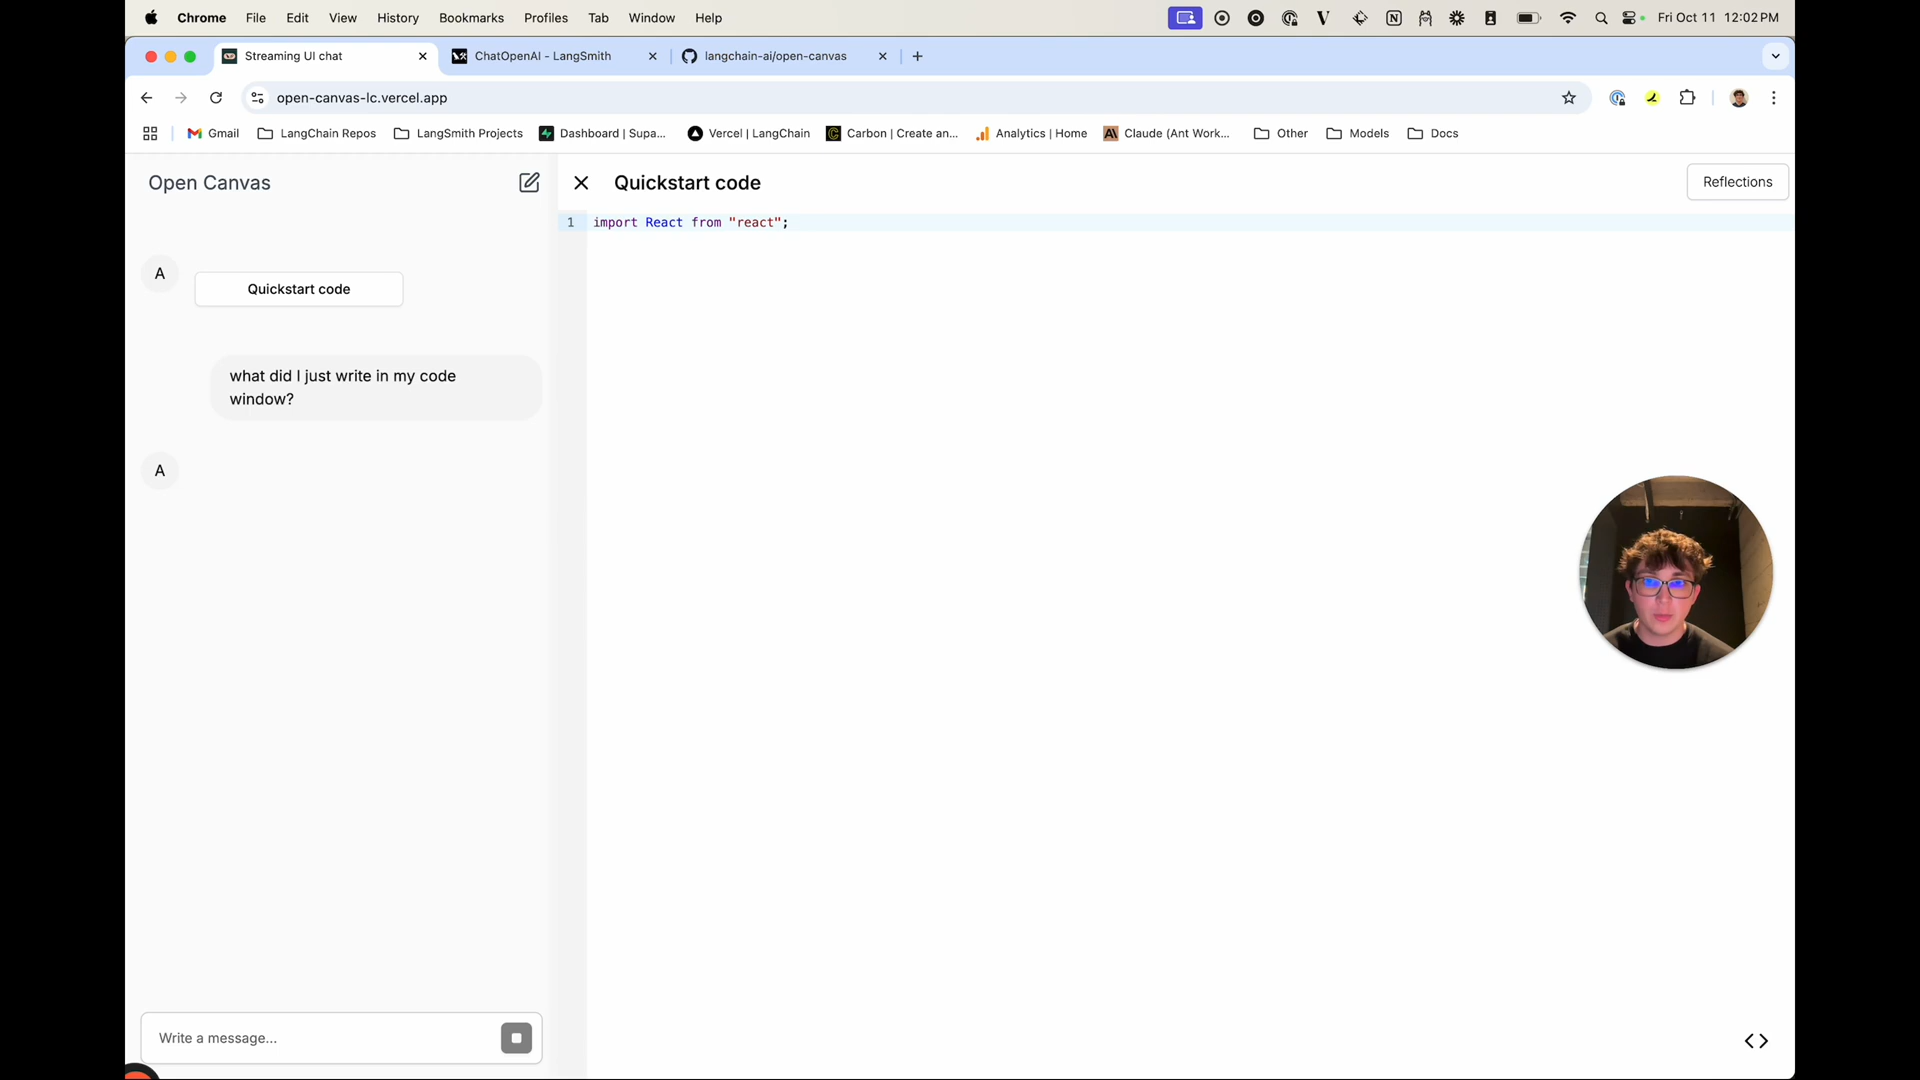 Chrome File Edit View History Bookmarks Profiles Tab Window Help Fri Oct 11 12:02 PM
Streaming UI chat ChatOpenAI - LangSmith langchain-ai/open-canvas
open-canvas-lc.vercel.app
Gmail LangChain Repos LangSmith Projects Dashboard | Supa... Vercel | LangChain Carbon | Create an... Analytics | Home Claude (Ant Work... Other Models Docs
Open Canvas
Quickstart code
Reflections
1 import React from "react";
A
Quickstart code
what did I just write in my code
window?
A
Write a message...